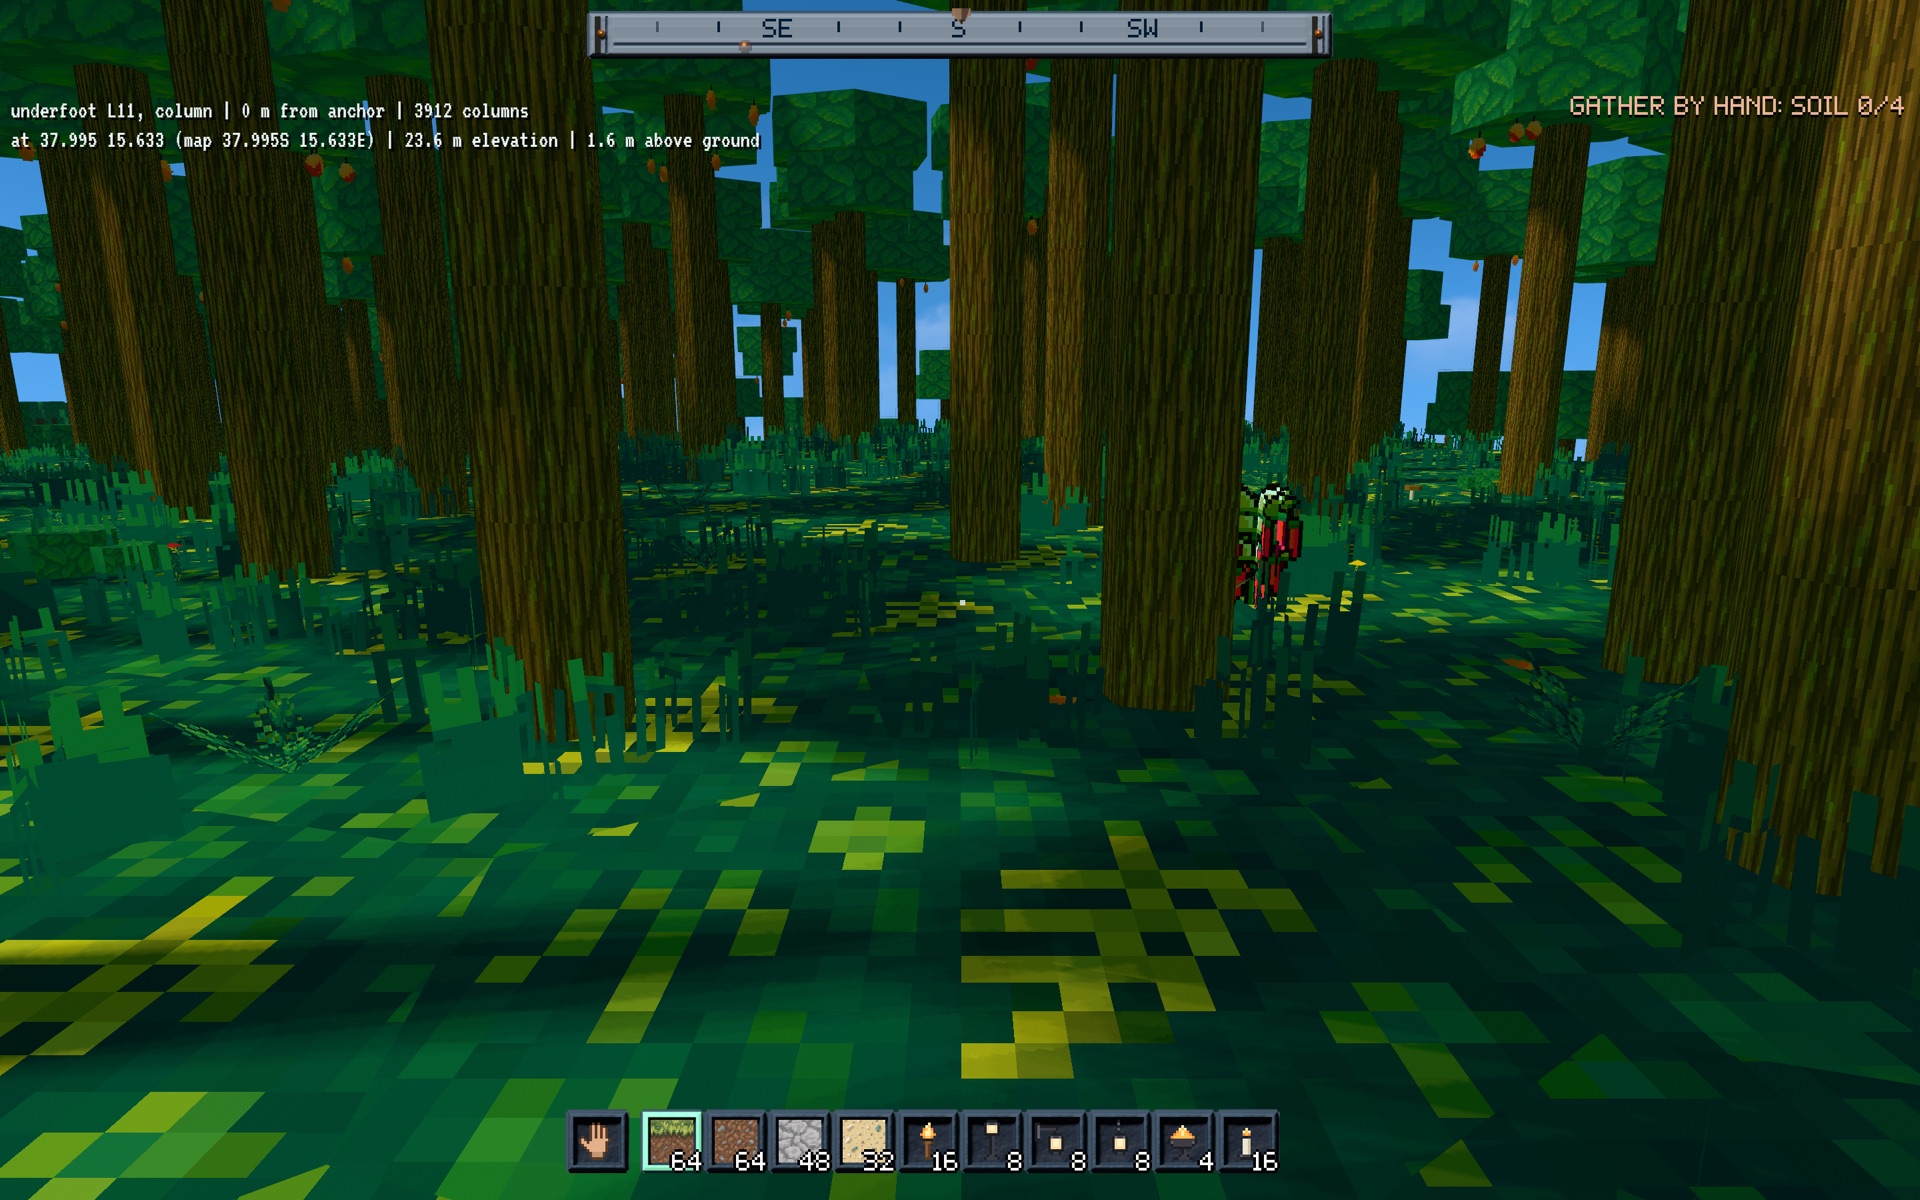 SE S SW
underfoot L11, column | 0 m from anchor | 3912 columns
at 37.995 15.633 (map 37.995S 15.633E) | 23.6 m elevation | 1.6 m above ground
GATHER BY HAND: SOIL 0/4
64 64 48 32 16 8 8 8 4 16